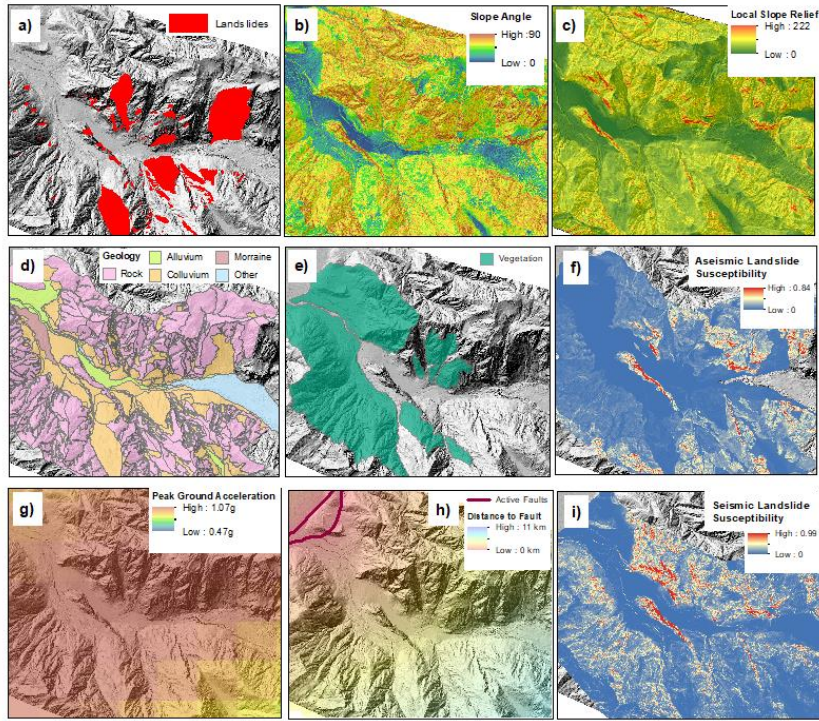 a)
Landslides
b)
Slope Angle
High :90
Low : 0
c)
Local Slope Relief
High : 222
Low : 0
d)
Geology
Alluvium
Morraine
Rock
Colluvium
Other
e)
Vegetation
f)
Aseismic Landslide
Susceptibility
High : 0.84
Low : 0
g)
Peak Ground Acceleration
High : 1.07g
Low : 0.47g
h)
Active Faults
Distance to Fault
High : 11 km
Low : 0 km
i)
Seismic Landslide
Susceptibility
High : 0.99
Low : 0